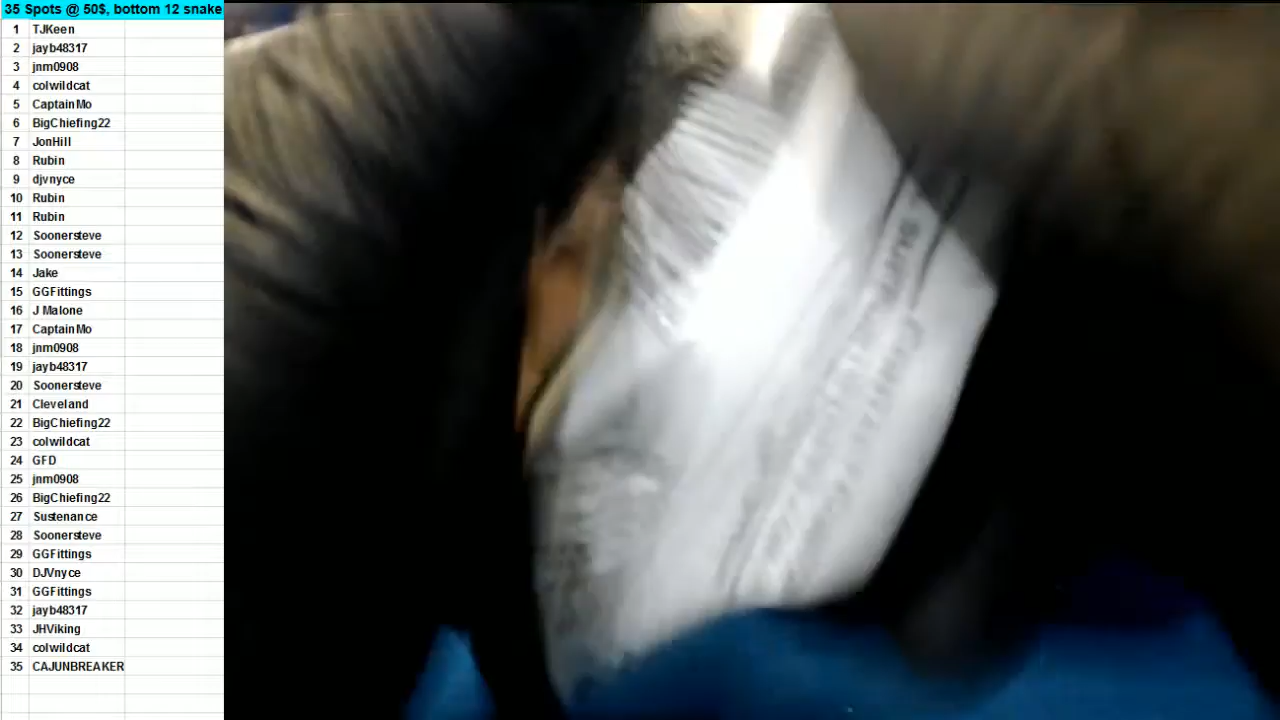 35 Spots @ 50$, bottom 12 snake
1 TJKeen
2 jayb48317
3 jnm0908
4 colwildcat
5 CaptainMo
6 BigChiefing22
7 JonHill
8 Rubin
9 djvnyce
10 Rubin
11 Rubin
12 Soonersteve
13 Soonersteve
14 Jake
15 GGFittings
16 J Malone
17 CaptainMo
18 jnm0908
19 jayb48317
20 Soonersteve
21 Cleveland
22 BigChiefing22
23 colwildcat
24 GFD
25 jnm0908
26 BigChiefing22
27 Sustenance
28 Soonersteve
29 GGFittings
30 DJVnyce
31 GGFittings
32 jayb48317
33 JHViking
34 colwildcat
35 CAJUNBREAKER